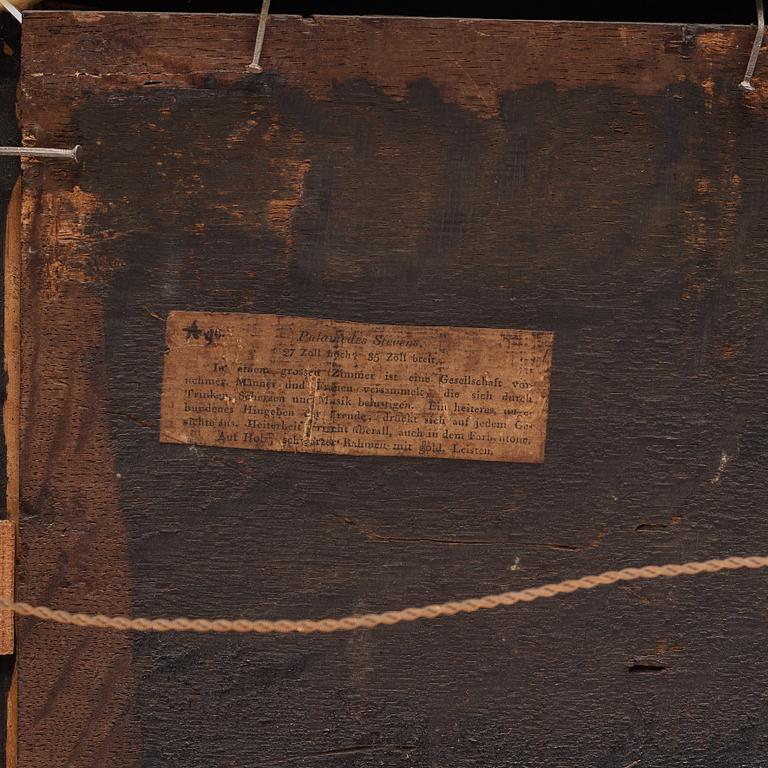 Palamedes Stevens.
27 Zoll hoch, 35 Zoll breit.
In einem grossen Zimmer ist eine Gesellschaft vor-
nehmer Männer und Frauen versammelt, die sich durch
Trinken, Scherzen und Musik belustigen. Ein heiteres unge-
bundenes Hingeben der Freude, drückt sich auf jedem Ge-
sichte aus. Heiterkeit herrscht überall, auch in dem Farbentone.
Auf Holz, schwarzer Rahmen mit gold. Leisten.